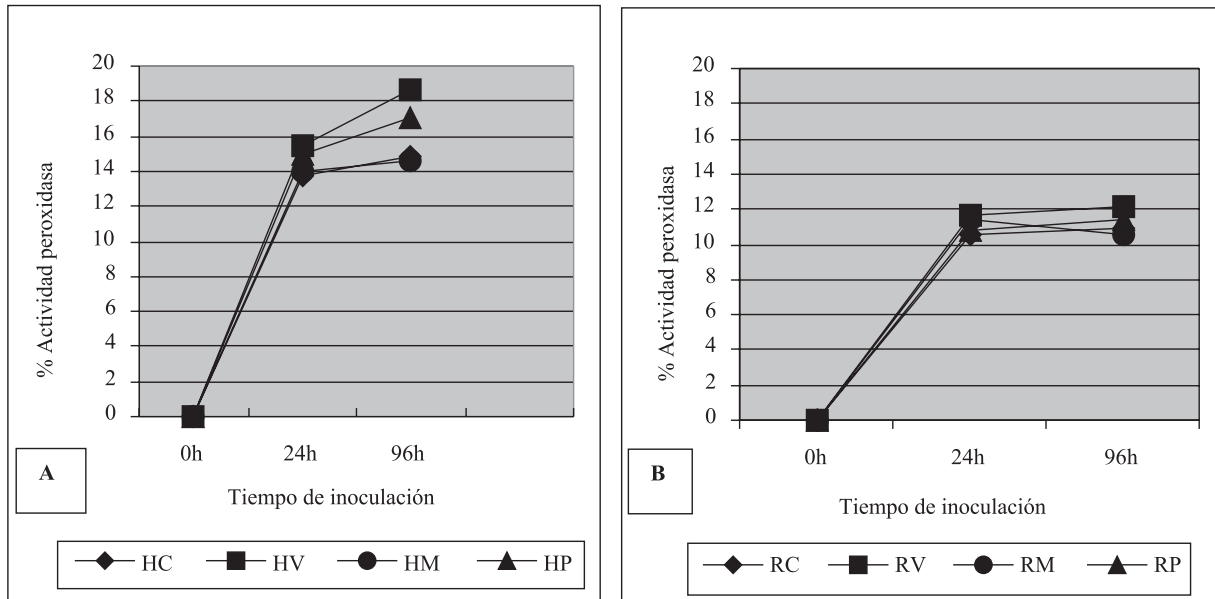 20
18
16
14
12
10
8
6
4
2
0
% Actividad peroxidasa
0h 24h 96h
Tiempo de inoculación
A
HC HV HM HP
20
18
16
14
12
10
8
6
4
2
0
% Actividad peroxidasa
0h 24h 96h
Tiempo de inoculación
B
RC RV RM RP